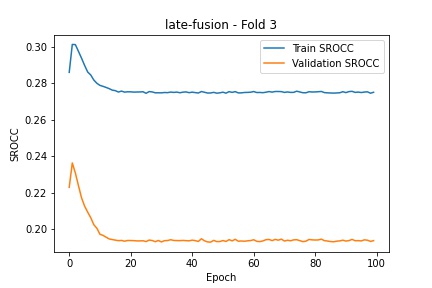 late-fusion - Fold 3
Train SROCC
Validation SROCC
SROCC
0.30
0.28
0.26
0.24
0.22
0.20
0 20 40 60 80 100
Epoch